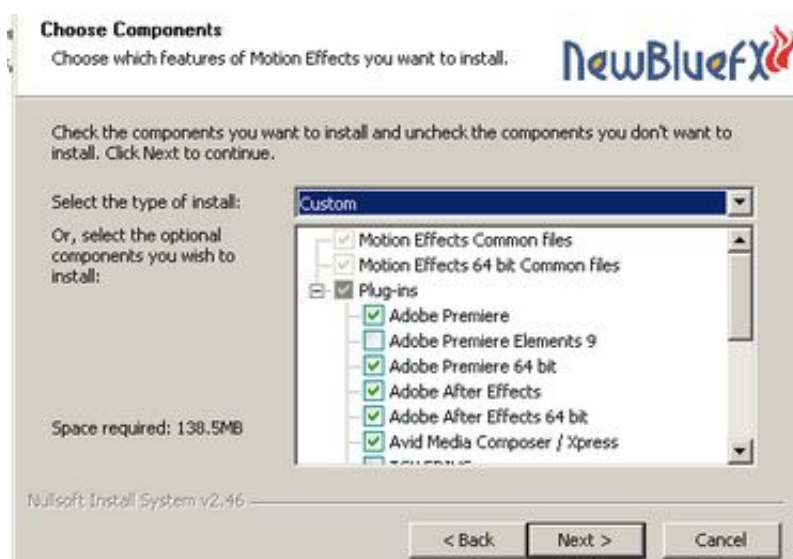 Choose Components
Choose which features of Motion Effects you want to install.
NewBlueFX
Check the components you want to install and uncheck the components you don't want to
install. Click Next to continue.
Select the type of install:
Custom
Or, select the optional
components you wish to
install:
Motion Effects Common files
Motion Effects 64 bit Common files
Plug-ins
Adobe Premiere
Adobe Premiere Elements 9
Adobe Premiere 64 bit
Adobe After Effects
Adobe After Effects 64 bit
Avid Media Composer / Xpress
Space required: 138.5MB
Nullsoft Install System v2.46
< Back
Next >
Cancel